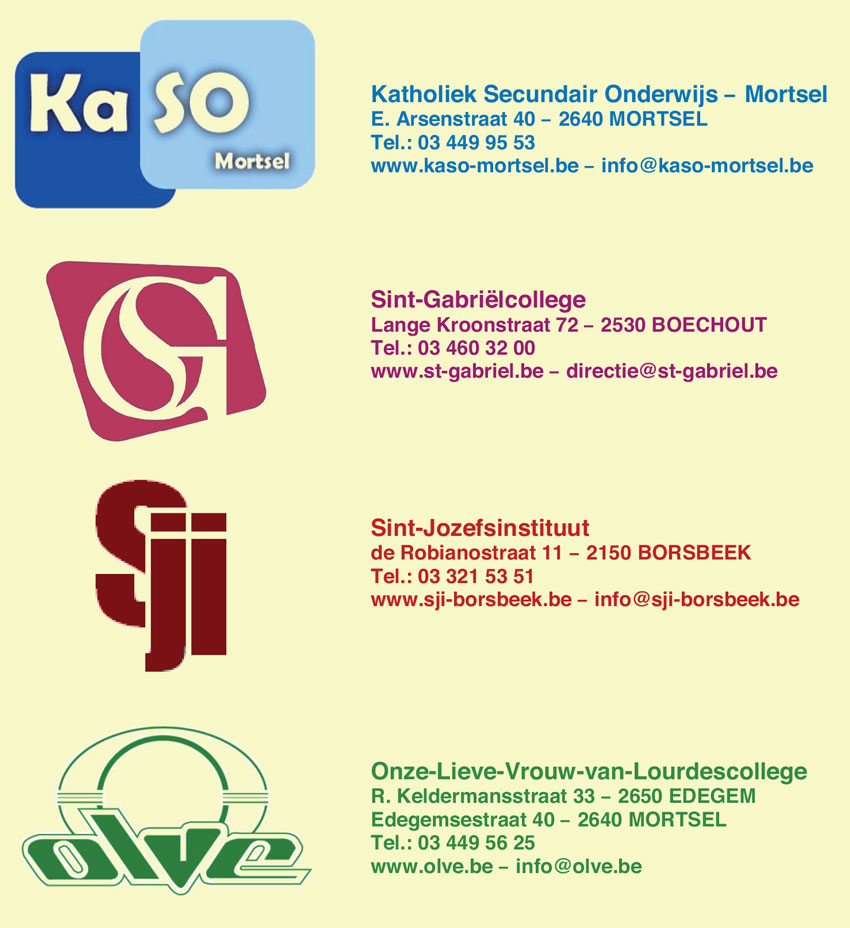 Ka SO
Mortsel
Katholiek Secundair Onderwijs – Mortsel
E. Arsenstraat 40 – 2640 MORTSEL
Tel.: 03 449 95 53
www.kaso-mortsel.be – info@kaso-mortsel.be
G
Sint-Gabriëlcollege
Lange Kroonstraat 72 – 2530 BOECHOUT
Tel.: 03 460 32 00
www.st-gabriel.be – directie@st-gabriel.be
Sji
Sint-Jozefsinstituut
de Robianostraat 11 – 2150 BORSBEEK
Tel.: 03 321 53 51
www.sji-borsbeek.be – info@sji-borsbeek.be
olve
Onze-Lieve-Vrouw-van-Lourdescollege
R. Keldermansstraat 33 – 2650 EDEGEM
Edegemsestraat 40 – 2640 MORTSEL
Tel.: 03 449 56 25
www.olve.be – info@olve.be